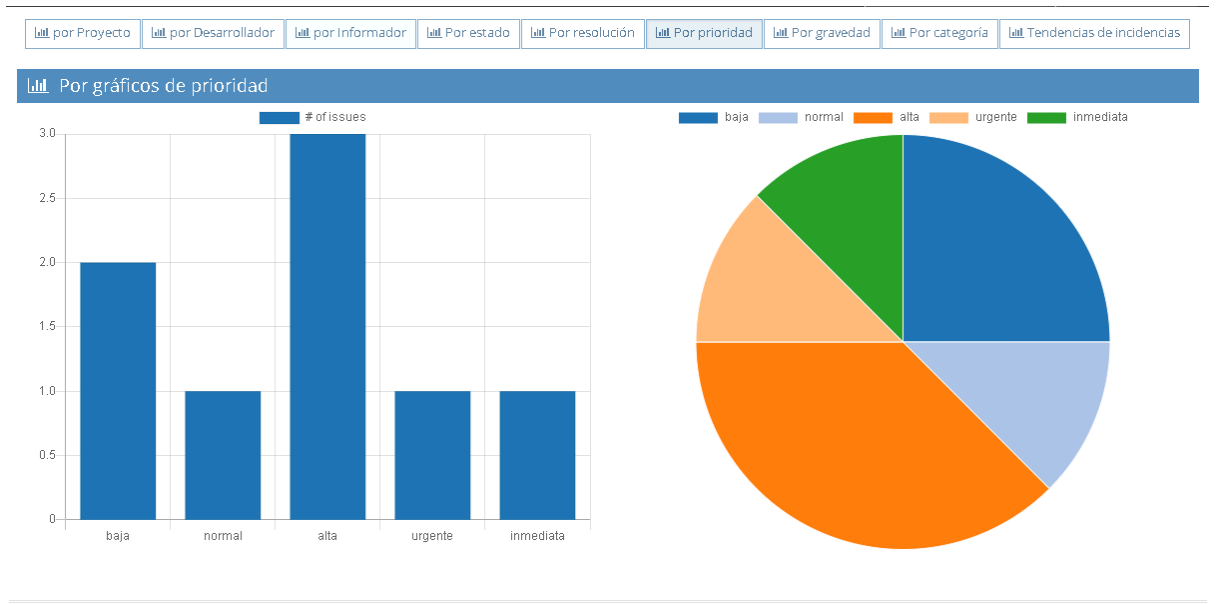 por Proyecto por Desarrollador por Informador Por estado Por resolución Por prioridad Por gravedad Por categoría Tendencias de incidencias
Por gráficos de prioridad
# of issues
3.0
2.5
2.0
1.5
1.0
0.5
0
baja normal alta urgente inmediata
baja normal alta urgente inmediata